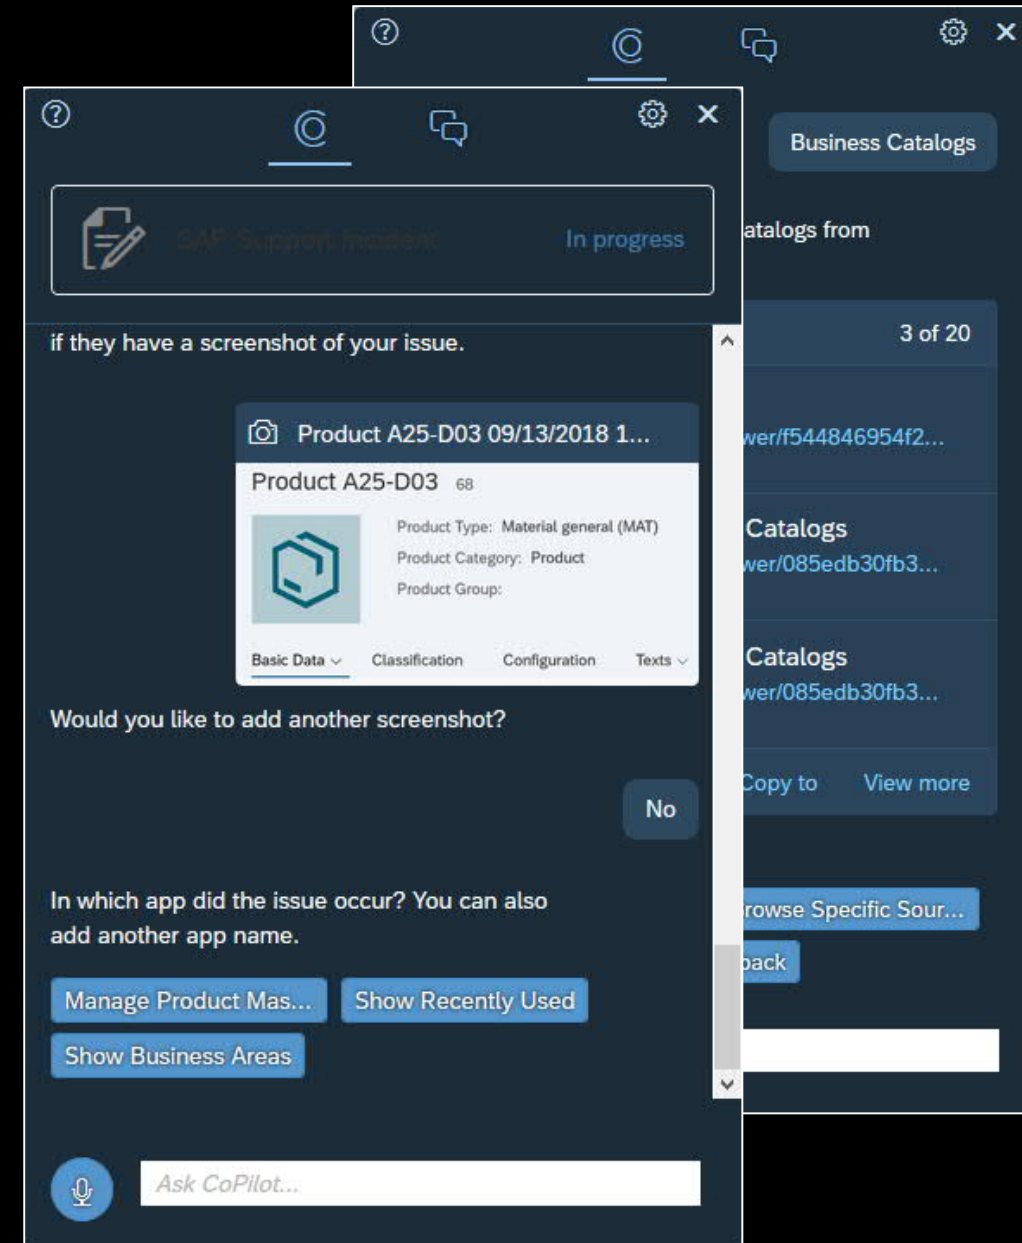 Business Catalogs
atalogs from
3 of 20
wer/f544846954f2...
Catalogs
wer/085edb30fb3...
Catalogs
wer/085edb30fb3...
Copy to View more
rowse Specific Sour...
back
SAP Support Incident In progress
if they have a screenshot of your issue.
Product A25-D03 09/13/2018 1...
Product A25-D03 68
Product Type: Material general (MAT)
Product Category: Product
Product Group:
Basic Data Classification Configuration Texts
Would you like to add another screenshot?
No
In which app did the issue occur? You can also
add another app name.
Manage Product Mas... Show Recently Used
Show Business Areas
Ask CoPilot...